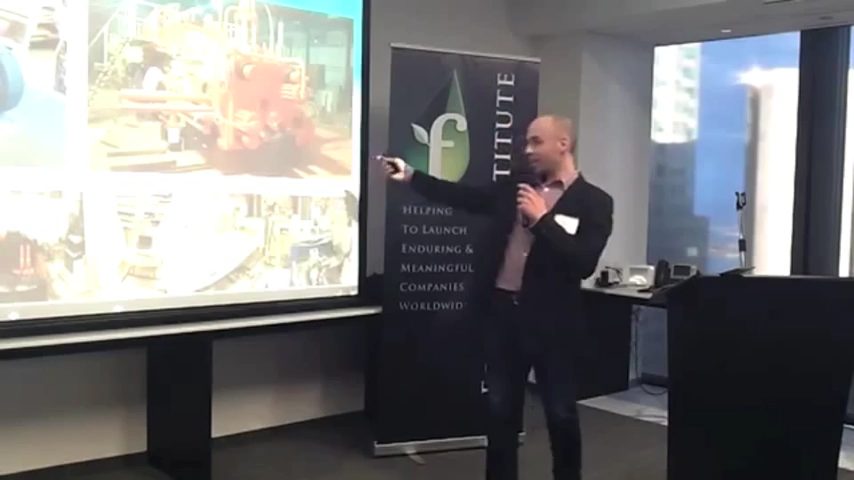 f
TITUTE
HELPING
TO LAUNCH
ENDURING &
MEANINGFUL
COMPANIES
WORLDWID